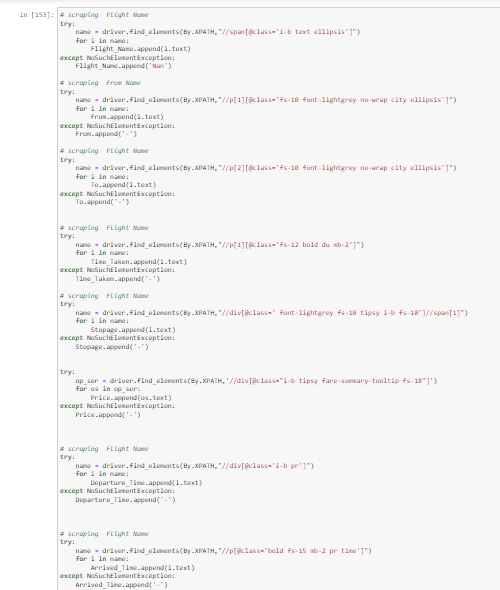 In [153]: # scraping  Flight Name
try:
    name = driver.find_elements(By.XPATH,"//span[@class='i-b text ellipsis']")
    for i in name:
        Flight_Name.append(i.text)
except NoSuchElementException:
    Flight_Name.append('Nan')

# scraping  From Name
try:
    name = driver.find_elements(By.XPATH,"//p[1][@class='fs-10 font-lightgrey no-wrap city ellipsis']")
    for i in name:
        From.append(i.text)
except NoSuchElementException:
    From.append('-')

# scraping  Flight Name
try:
    name = driver.find_elements(By.XPATH,"//p[2][@class='fs-10 font-lightgrey no-wrap city ellipsis']")
    for i in name:
        To.append(i.text)
except NoSuchElementException:
    To.append('-')

# scraping  Flight Name
try:
    name = driver.find_elements(By.XPATH,"//p[1][@class='fs-12 bold du mb-2']")
    for i in name:
        Time_Taken.append(i.text)
except NoSuchElementException:
    Time_Taken.append('-')

# scraping  Flight Name
try:
    name = driver.find_elements(By.XPATH,"//div[@class=' font-lightgrey fs-10 tipsy i-b fs-10']//span[1]")
    for i in name:
        Stopage.append(i.text)
except NoSuchElementException:
    Stopage.append('-')

try:
    op_ser = driver.find_elements(By.XPATH,'//div[@class="i-b tipsy fare-summary-tooltip fs-18"]')
    for os in op_ser:
        Price.append(os.text)
except NoSuchElementException:
    Price.append('-')

# scraping  Flight Name
try:
    name = driver.find_elements(By.XPATH,"//div[@class='i-b pr']")
    for i in name:
        Departure_Time.append(i.text)
except NoSuchElementException:
    Departure_Time.append('-')

# scraping  Flight Name
try:
    name = driver.find_elements(By.XPATH,"//p[@class='bold fs-15 mb-2 pr time']")
    for i in name:
        Arrived_Time.append(i.text)
except NoSuchElementException:
    Arrived_Time.append('-')